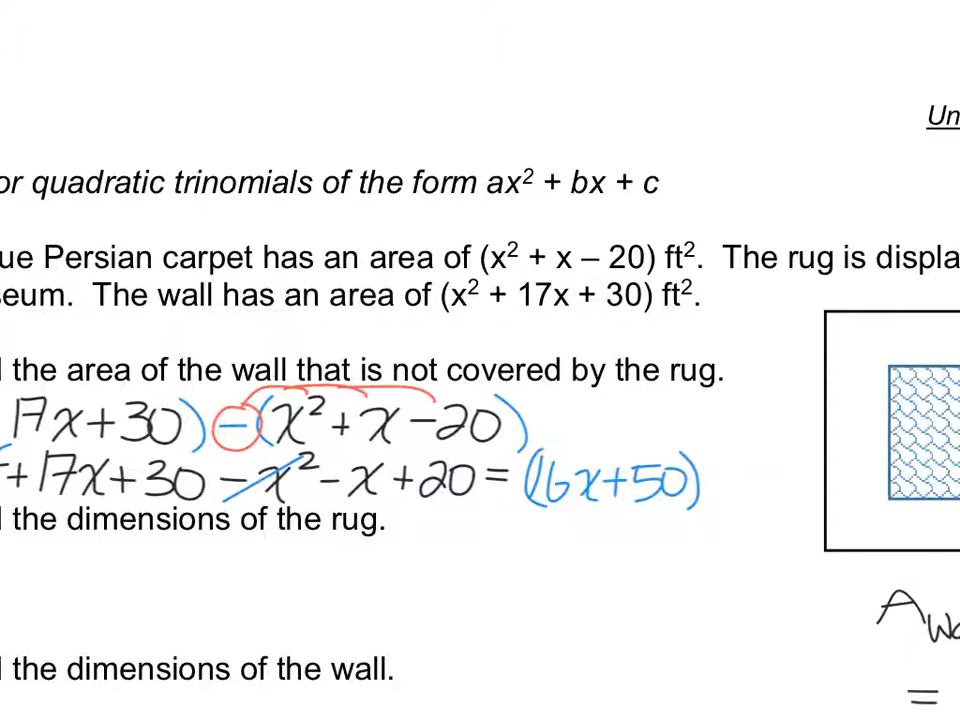 Un
or quadratic trinomials of the form ax² + bx + c
ue Persian carpet has an area of (x² + x – 20) ft². The rug is displa
seum. The wall has an area of (x² + 17x + 30) ft².
l the area of the wall that is not covered by the rug.
17x+30) -(x²+x-20)
+17x+30 -x²-x+20=(16x+50)
l the dimensions of the rug.
A wa
l the dimensions of the wall.
=